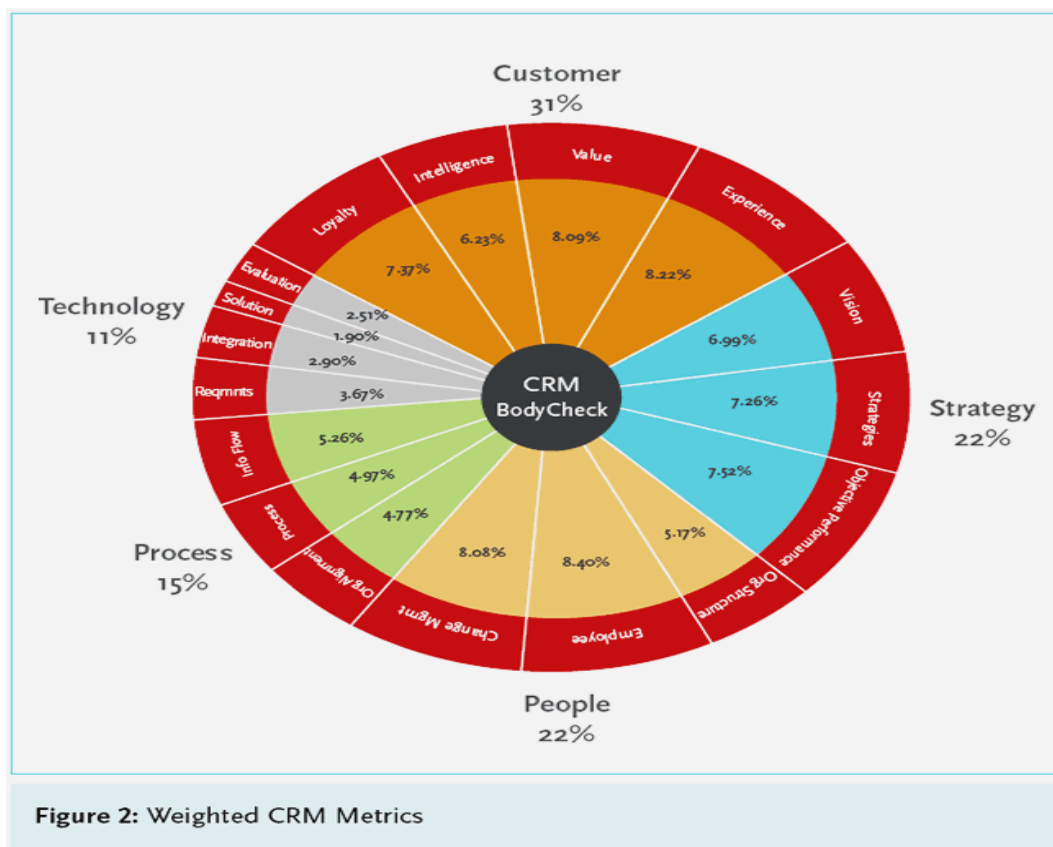 Customer
31%
Value
Experience
Vision
Strategies
Objective Performance
Org Structure
Employee
Change Mgmt
Org Alignment
Process
Info Flow
Reqmnts
Integration
Solution
Evaluation
Loyalty
Intelligence
8.09%
8.22%
6.99%
7.26%
7.52%
5.17%
8.40%
8.08%
4.77%
4.97%
5.26%
3.67%
2.90%
1.90%
2.51%
7.37%
6.23%
CRM
BodyCheck
Strategy
22%
People
22%
Process
15%
Technology
11%
Figure 2: Weighted CRM Metrics